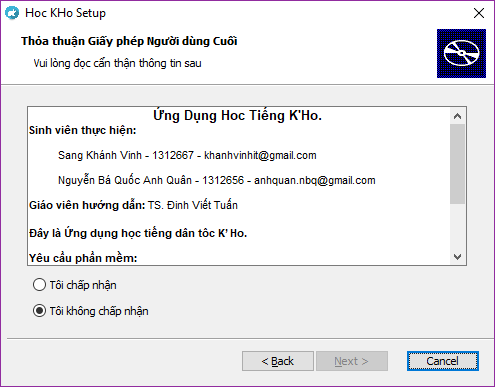 Hoc KHo Setup
Thỏa thuận Giấy phép Người dùng Cuối
Vui lòng đọc cẩn thận thông tin sau
Ứng Dụng Hoc Tiếng K'Ho.
Sinh viên thực hiện:
Sang Khánh Vinh - 1312667 - khanhvinhit@gmail.com
Nguyễn Bá Quốc Anh Quân - 1312656 - anhquan.nbq@gmail.com
Giáo viên hướng dẫn: TS. Đinh Viết Tuấn
Đây là Ứng dụng học tiếng dân tôc K' Ho.
Yêu cầu phần mềm:
Tôi chấp nhận
Tôi không chấp nhận
< Back
Next >
Cancel